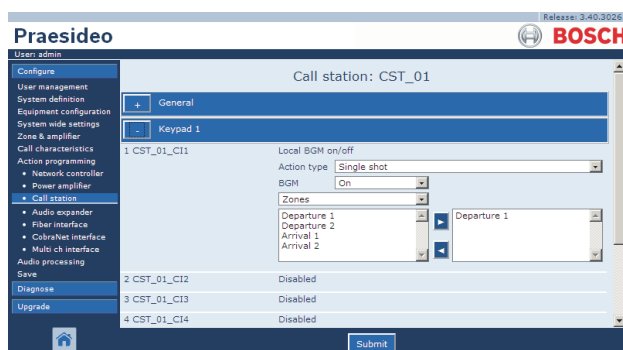 Release: 3.40.3026
Praesideo
BOSCH
User: admin
Configure
User management
System definition
Equipment configuration
System wide settings
Zone & amplifier
Call characteristics
Action programming
• Network controller
• Power amplifier
• Call station
• Audio expander
• Fiber interface
• CobraNet interface
• Multi ch interface
Audio processing
Save
Diagnose
Upgrade
Call station: CST_01
+ General
- Keypad 1
1 CST_01_CI1 Local BGM on/off
Action type Single shot
BGM On
Zones
Departure 1
Departure 2
Arrival 1
Arrival 2
Departure 1
2 CST_01_CI2 Disabled
3 CST_01_CI3 Disabled
4 CST_01_CI4 Disabled
Submit